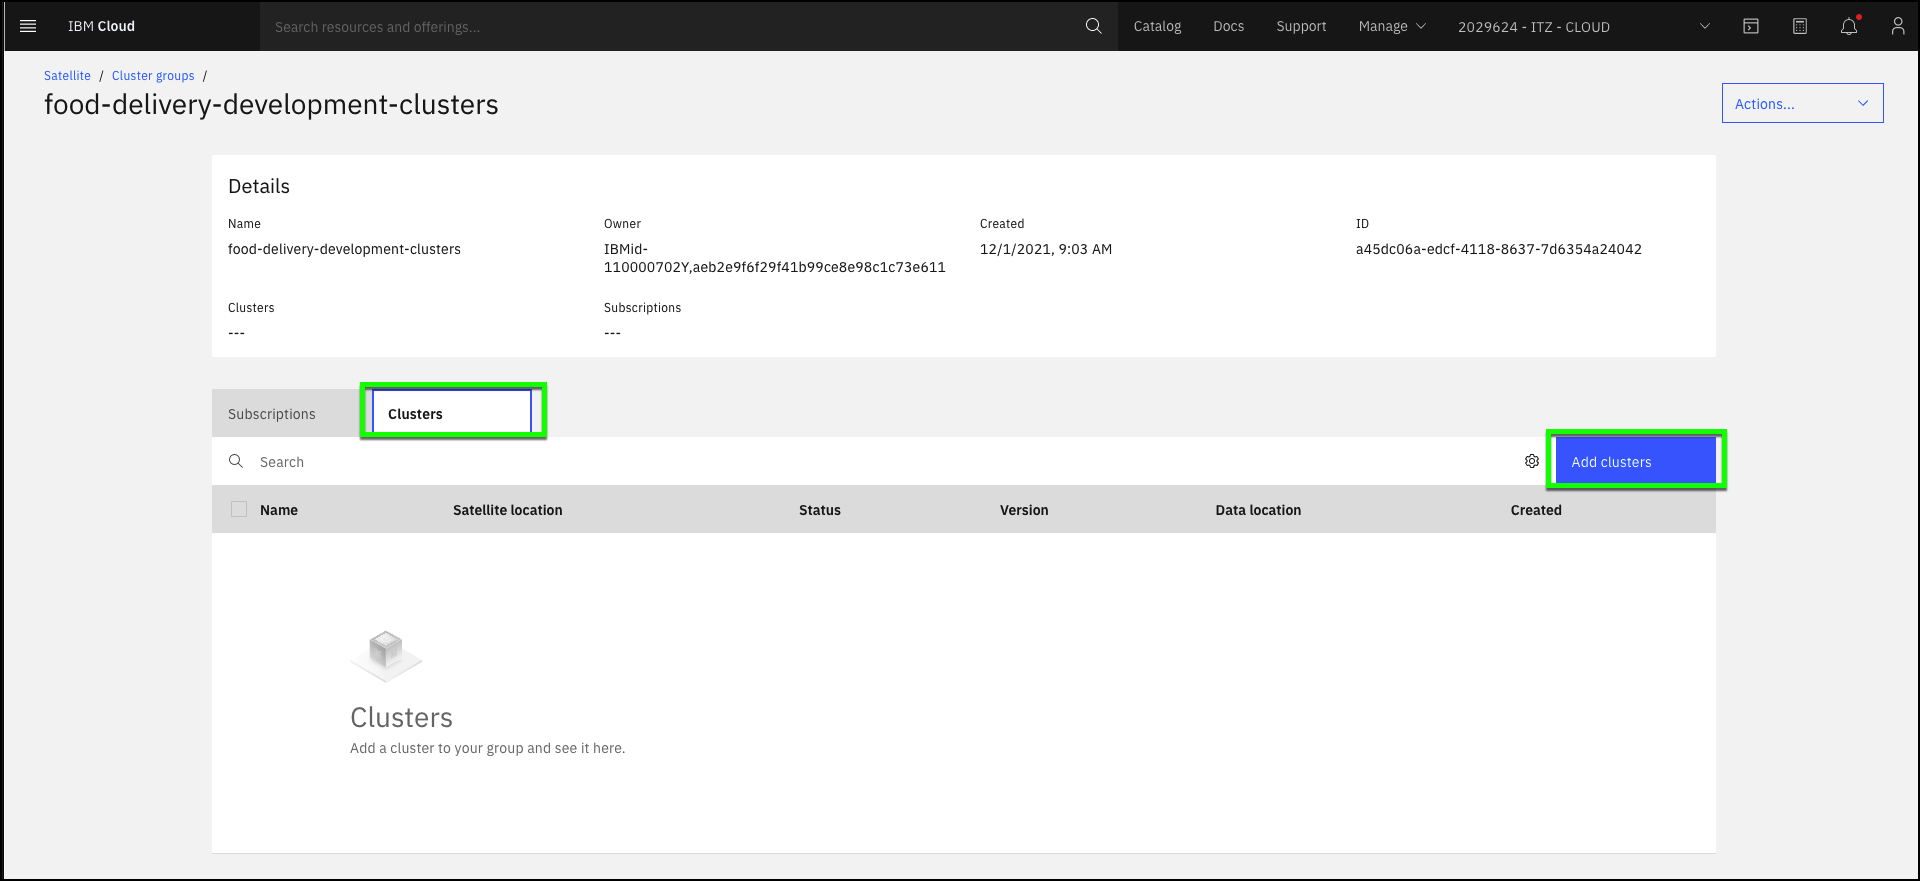 IBM Cloud
Search resources and offerings...
Catalog
Docs
Support
Manage
2029624 - ITZ - CLOUD
Satellite / Cluster groups /
food-delivery-development-clusters
Actions...
Details
Name
Owner
Created
ID
food-delivery-development-clusters
IBMid-
110000702Y,aeb2e9f6f29f41b99ce8e98c1c73e611
12/1/2021, 9:03 AM
a45dc06a-edcf-4118-8637-7d6354a24042
Clusters
Subscriptions
---
---
Subscriptions
Clusters
Search
Add clusters
Name
Satellite location
Status
Version
Data location
Created
Clusters
Add a cluster to your group and see it here.